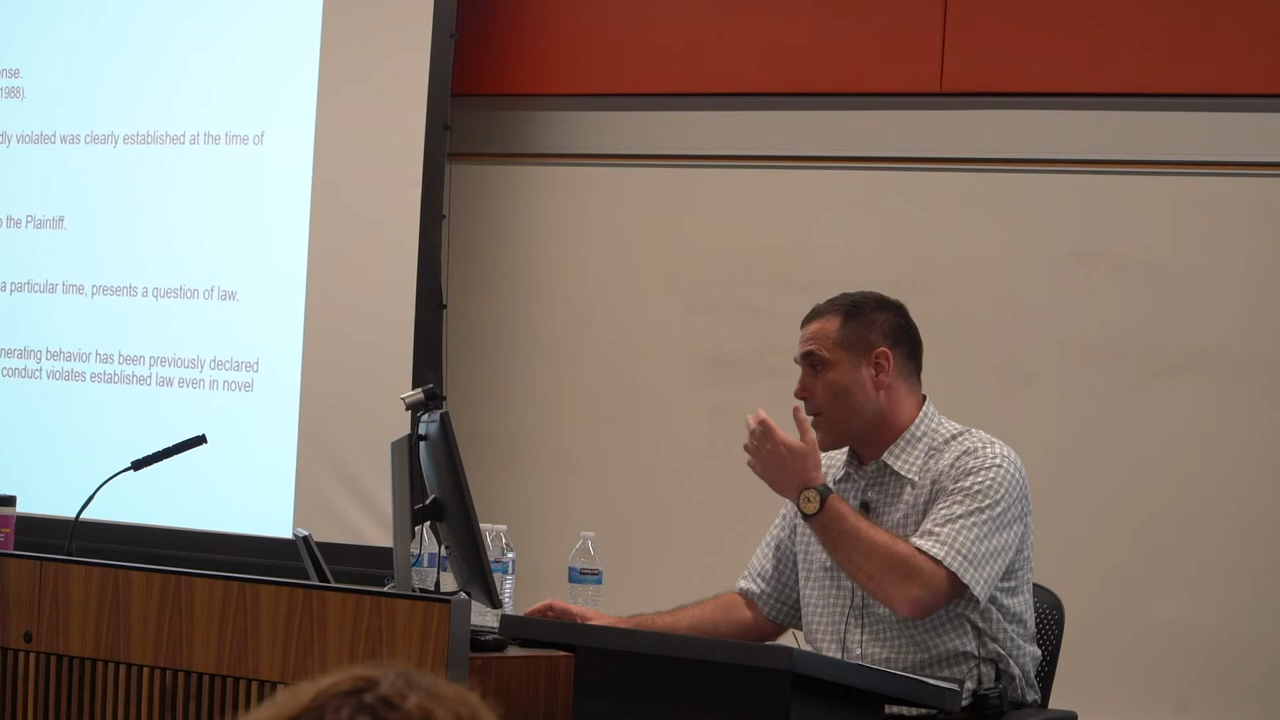 ense.
1988).
dly violated was clearly established at the time of
o the Plaintiff.
a particular time, presents a question of law.
nerating behavior has been previously declared
conduct violates established law even in novel
KIRKLAND